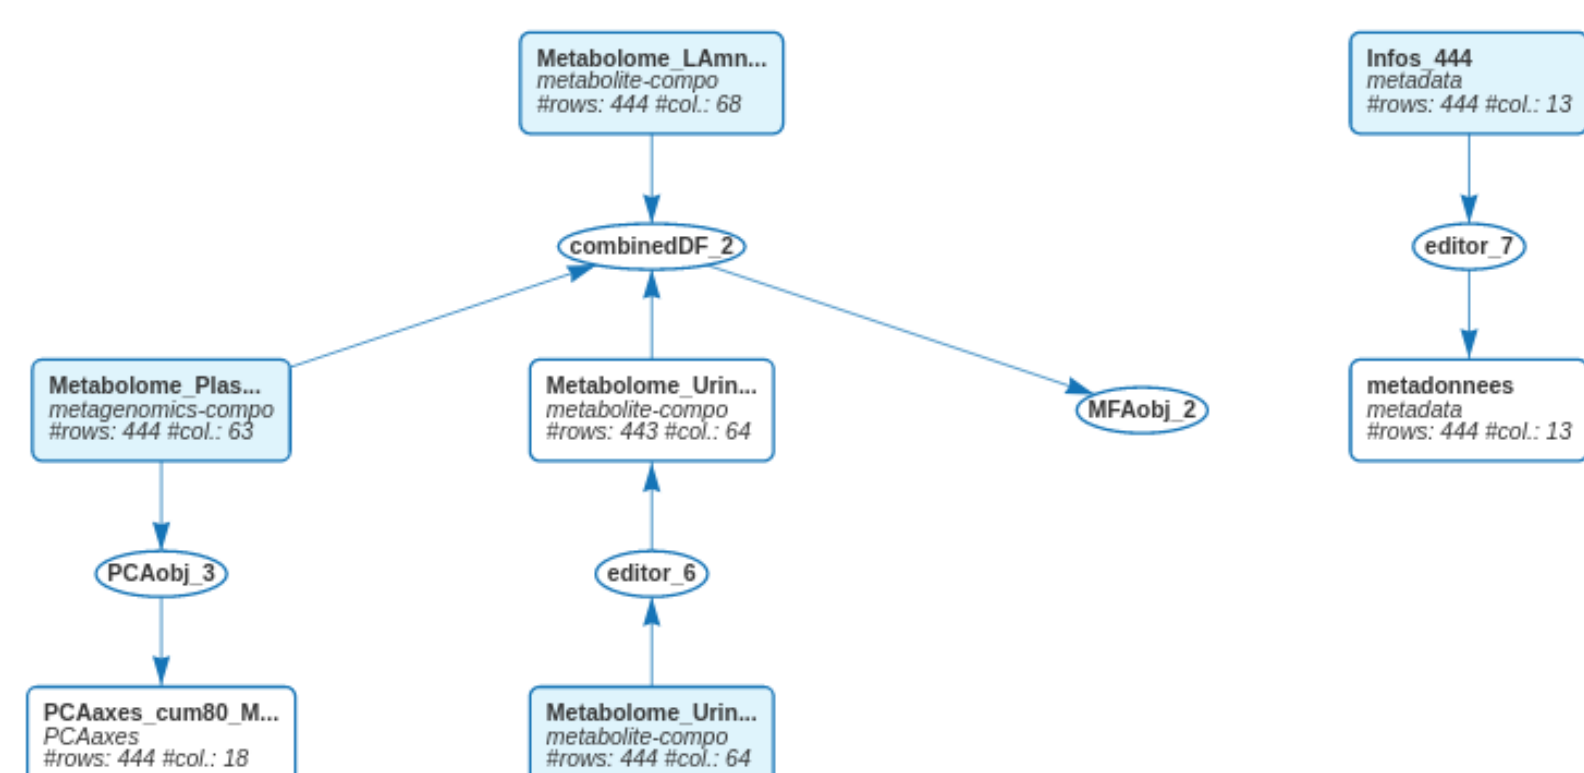 Metabolome_LAmn...
metabolite-compo
#rows: 444 #col.: 68
Infos_444
metadata
#rows: 444 #col.: 13
combinedDF_2
editor_7
Metabolome_Plas...
metagenomics-compo
#rows: 444 #col.: 63
Metabolome_Urin...
metabolite-compo
#rows: 443 #col.: 64
MFAobj_2
metadonnees
metadata
#rows: 444 #col.: 13
PCAobj_3
editor_6
PCAaxes_cum80_M...
PCAaxes
#rows: 444 #col.: 18
Metabolome_Urin...
metabolite-compo
#rows: 444 #col.: 64